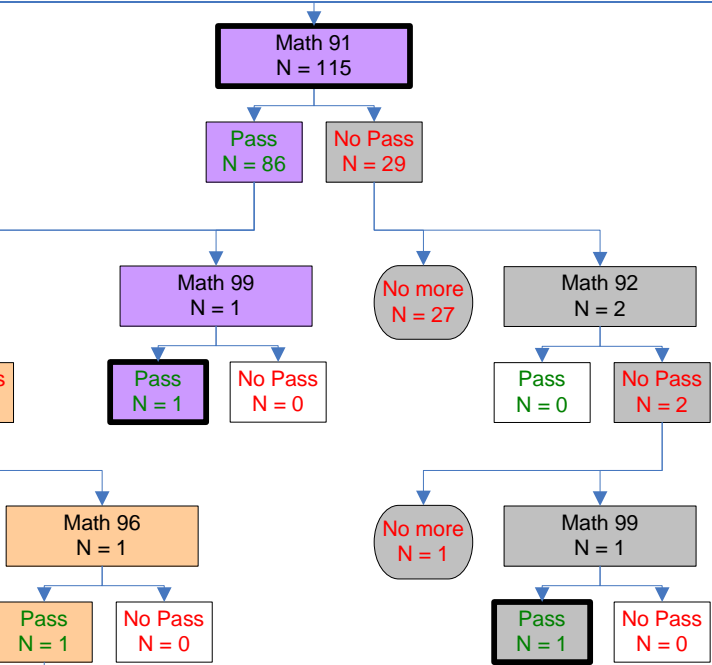 Math 91
N = 115
Pass
N = 86
No Pass
N = 29
Math 99
N = 1
No more
N = 27
Math 92
N = 2
Pass
N = 1
No Pass
N = 0
Pass
N = 0
No Pass
N = 2
Math 96
N = 1
No more
N = 1
Math 99
N = 1
Pass
N = 1
No Pass
N = 0
Pass
N = 1
No Pass
N = 0